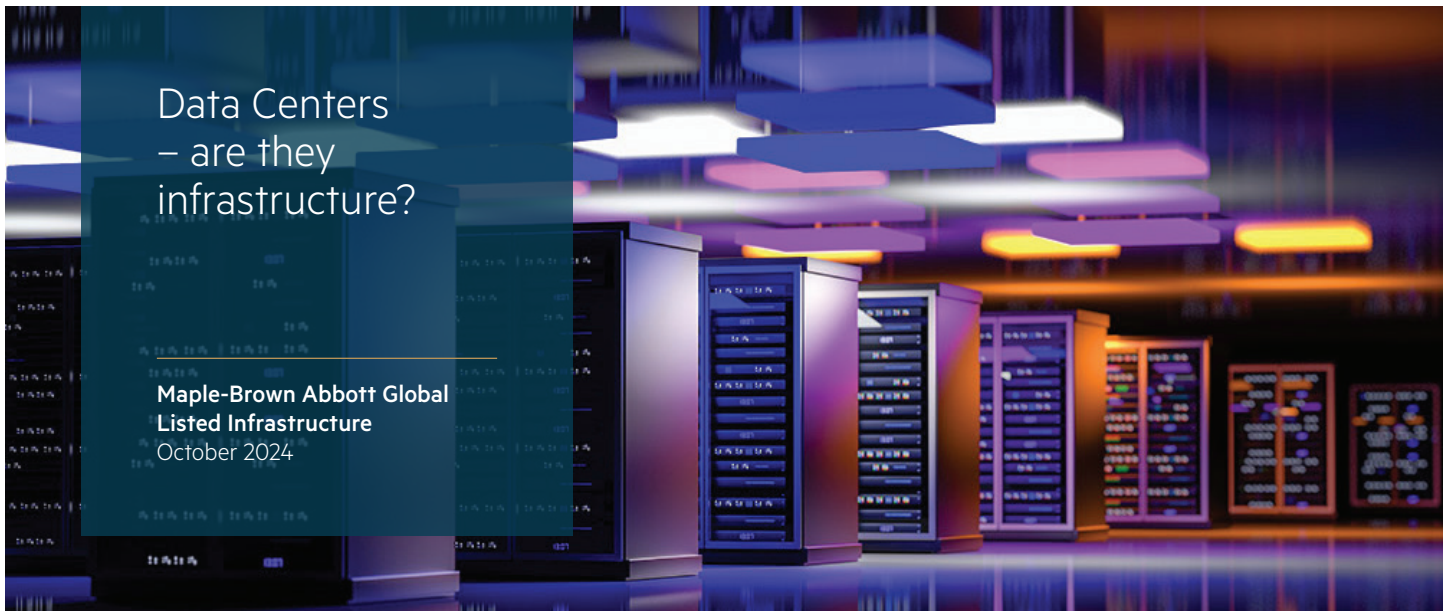 Data Centers
– are they
infrastructure?
Maple-Brown Abbott Global
Listed Infrastructure
October 2024